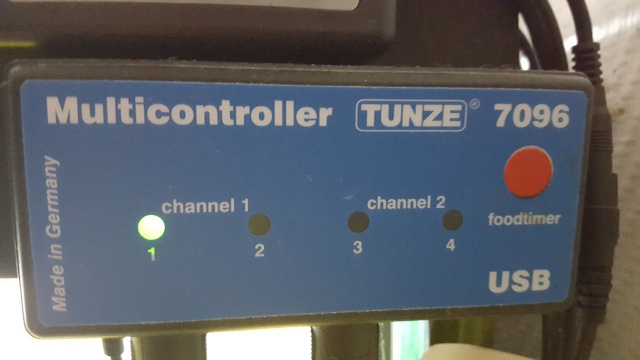 Multicontroller TUNZE® 7096
Made in Germany
channel 1 channel 2
foodtimer
1 2 3 4
USB